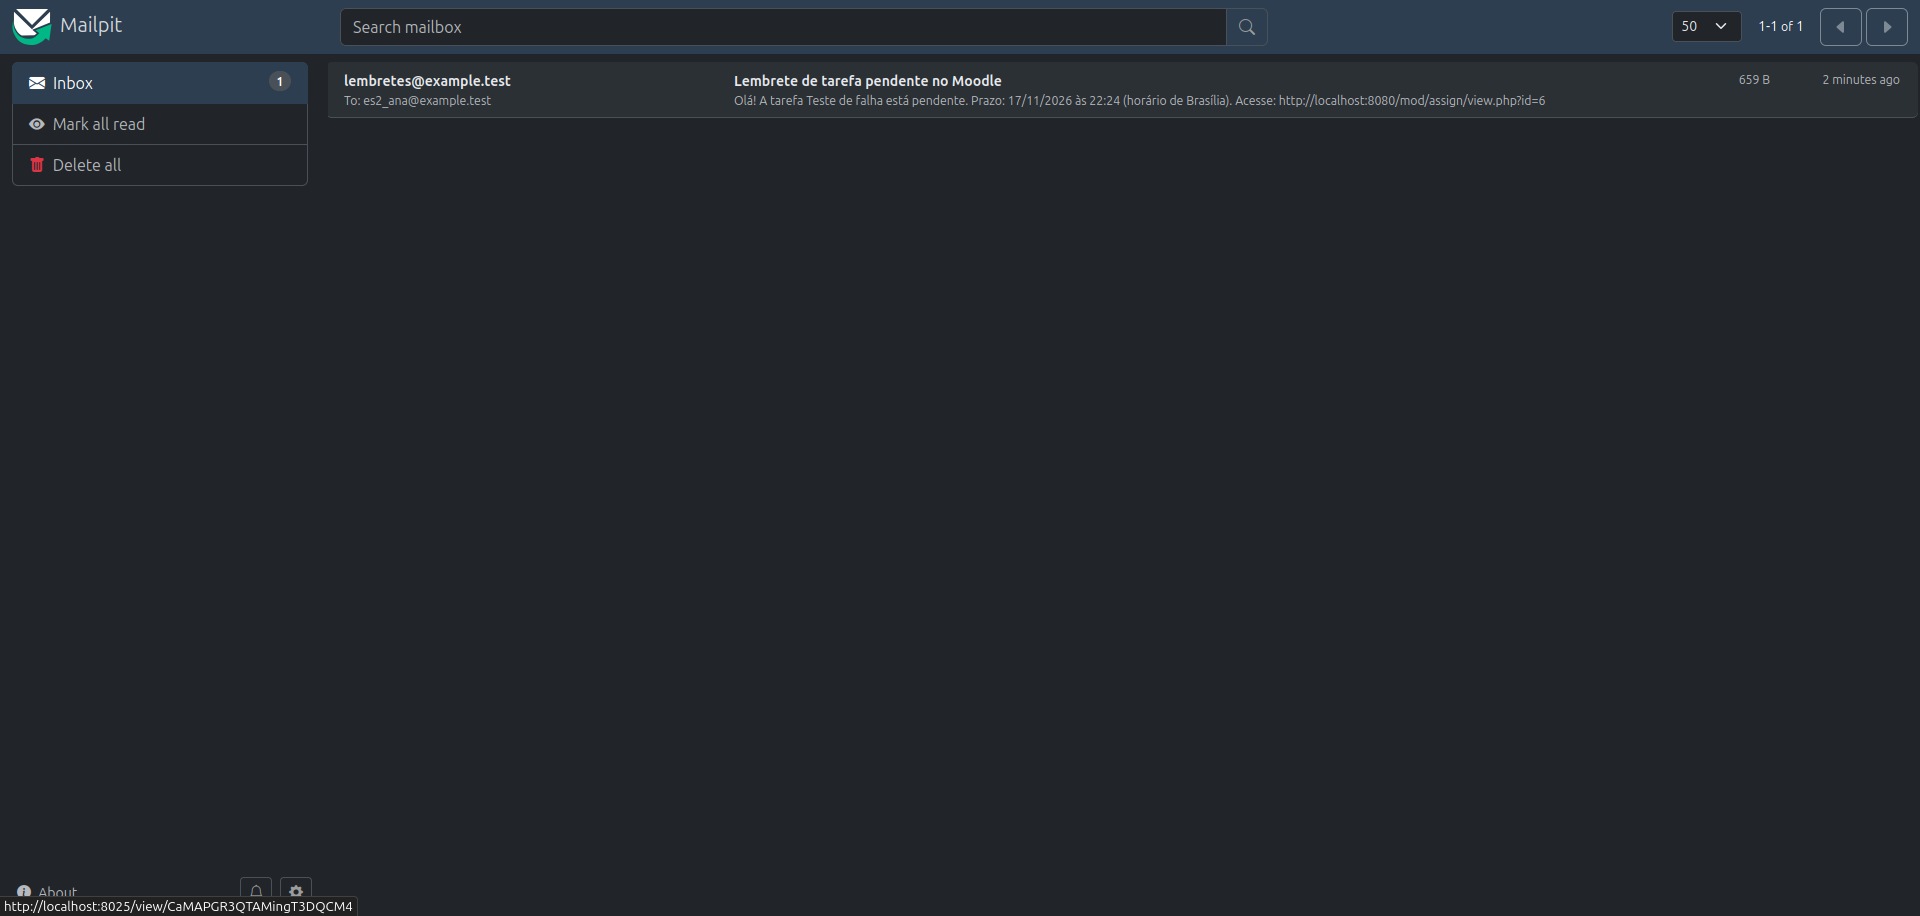 Mailpit
Search mailbox
50
1-1 of 1
Inbox 1
Mark all read
Delete all
lembretes@example.test
To: es2_ana@example.test
Lembrete de tarefa pendente no Moodle
Olá! A tarefa Teste de falha está pendente. Prazo: 17/11/2026 às 22:24 (horário de Brasília). Acesse: http://localhost:8080/mod/assign/view.php?id=6
659 B
2 minutes ago
About
http://localhost:8025/view/CaMAPGR3QTAMingT3DQCM4